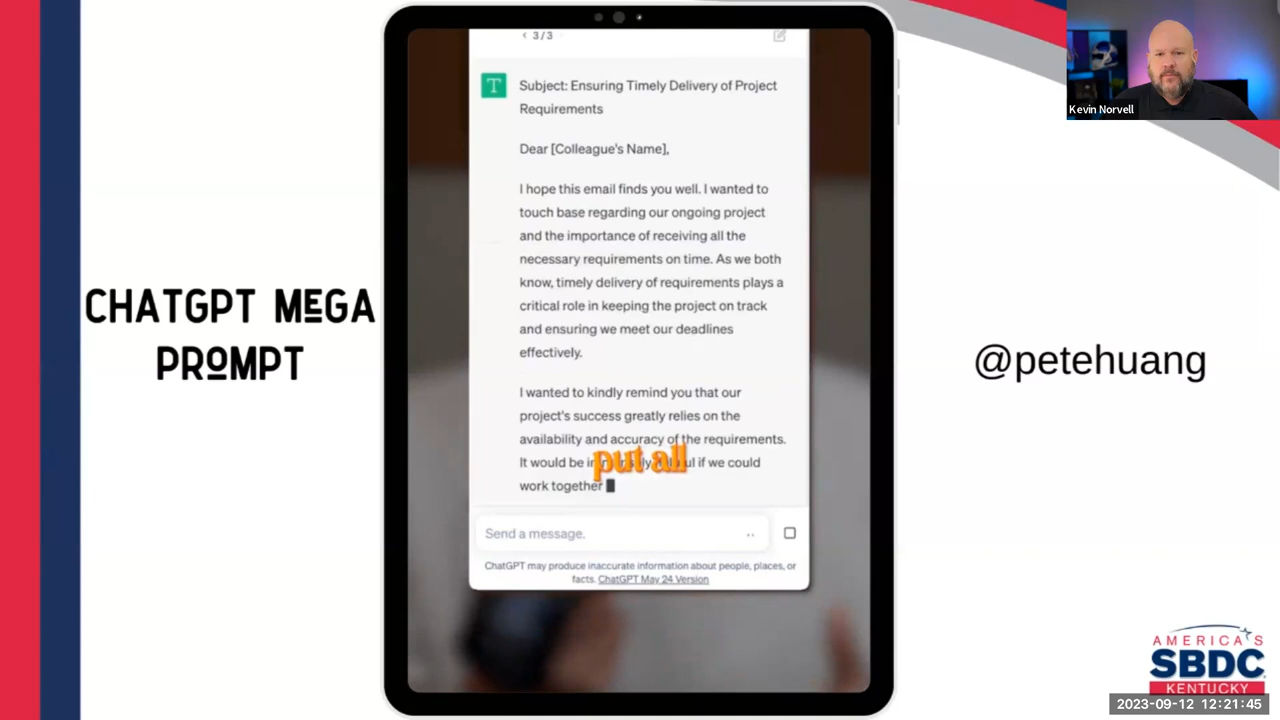 CHATGPT MEGA
PROMPT
‹ 3/3
Subject: Ensuring Timely Delivery of Project
Requirements
Dear [Colleague's Name],
I hope this email finds you well. I wanted to
touch base regarding our ongoing project
and the importance of receiving all the
necessary requirements on time. As we both
know, timely delivery of requirements plays a
critical role in keeping the project on track
and ensuring we meet our deadlines
effectively.
I wanted to kindly remind you that our
project's success greatly relies on the
availability and accuracy of the requirements.
put all
It would be if we could
work together
Send a message.
ChatGPT may produce inaccurate information about people, places, or
facts. ChatGPT May 24 Version
@petehuang
Kevin Norvell
AMERICA'S
SBDC
KENTUCKY
2023-09-12 12:21:45